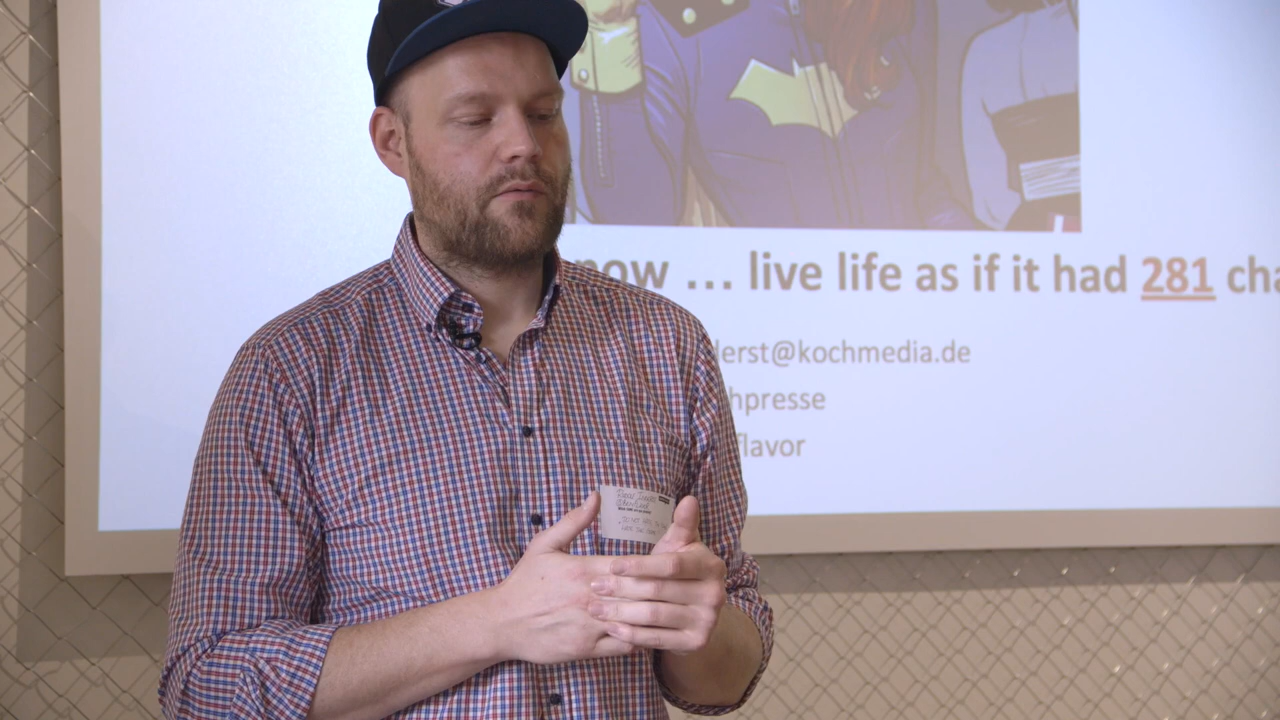 now … live life as if it had 281 cha
derst@kochmedia.de
hpresse
flavor